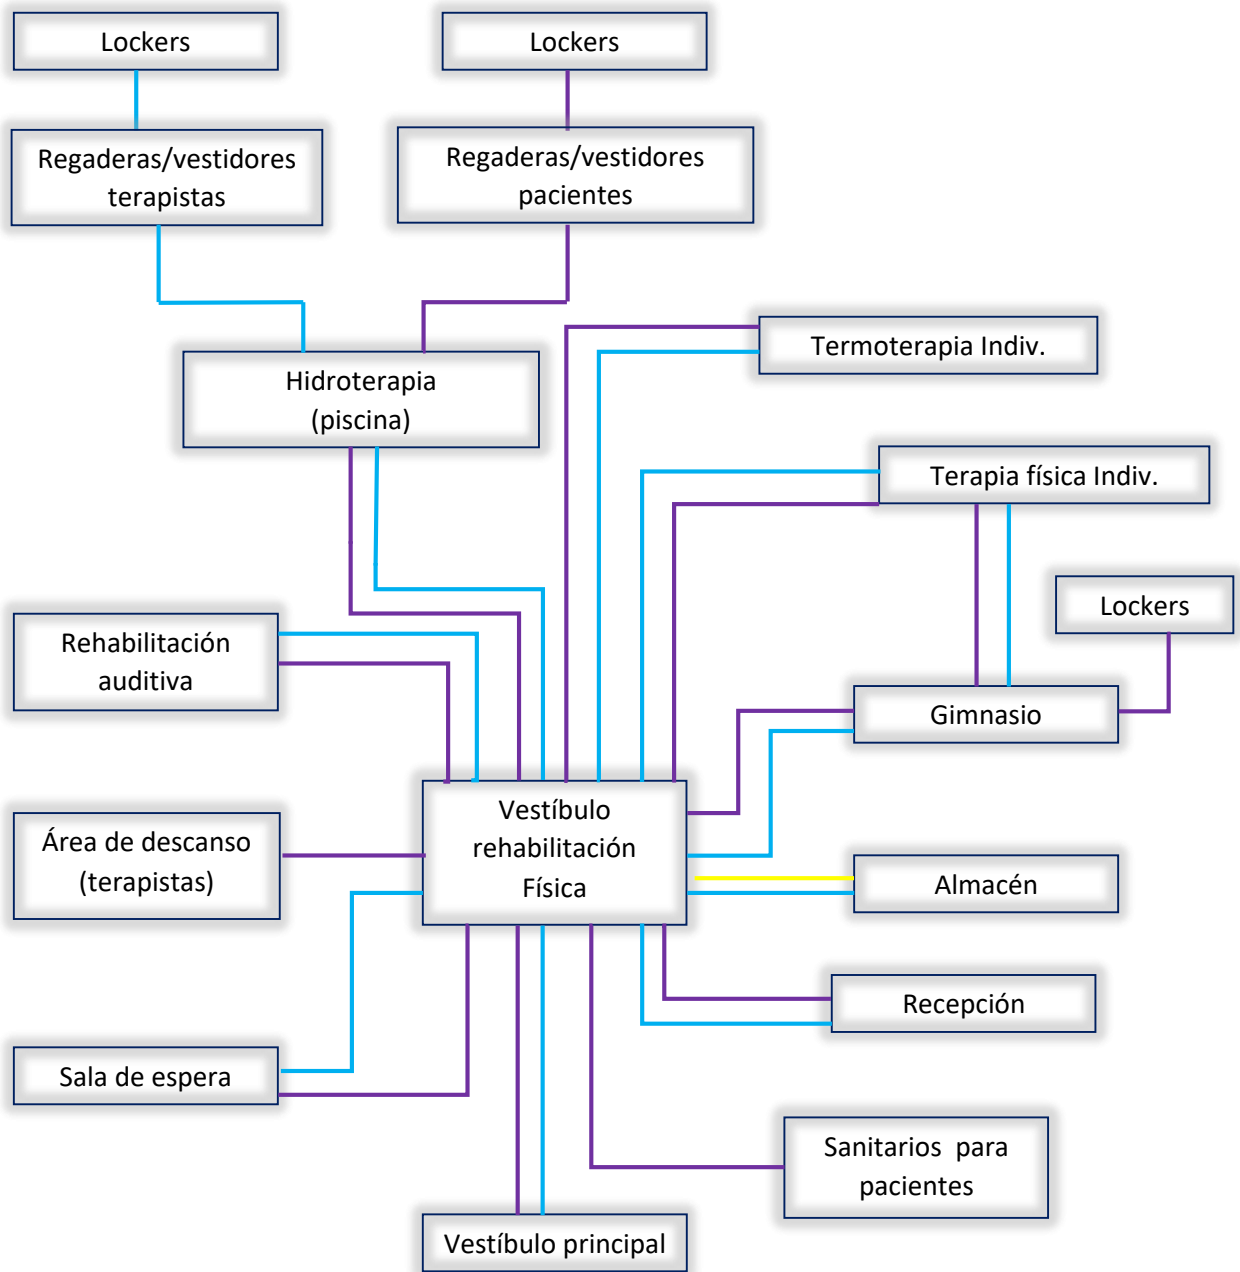 Lockers
Lockers
Regaderas/vestidores
terapistas
Regaderas/vestidores
pacientes
Termoterapia Indiv.
Hidroterapia
(piscina)
Terapia física Indiv.
Lockers
Rehabilitación
auditiva
Gimnasio
Vestíbulo
rehabilitación
Física
Área de descanso
(terapistas)
Almacén
Recepción
Sala de espera
Sanitarios para
pacientes
Vestíbulo principal